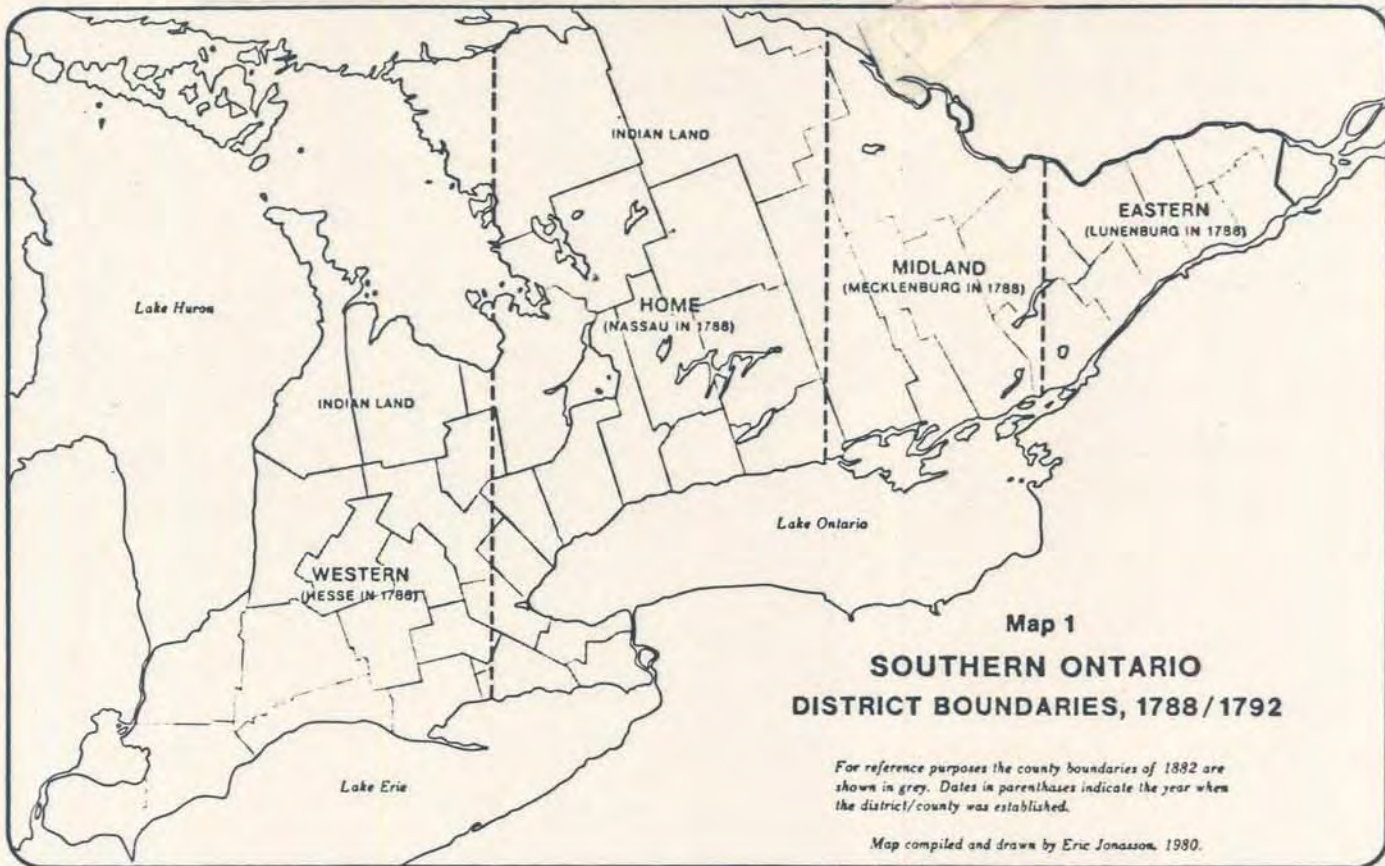 INDIAN LAND
EASTERN
(LUNENBURG IN 1788)
MIDLAND
(MECKLENBURG IN 1788)
HOME
(NASSAU IN 1788)
Lake Huron
INDIAN LAND
Lake Ontario
WESTERN
(HESSE IN 1788)
Lake Erie
Map 1
SOUTHERN ONTARIO
DISTRICT BOUNDARIES, 1788/1792
For reference purposes the county boundaries of 1882 are
shown in grey. Dates in parenthases indicate the year when
the district/county was established.
Map compiled and drawn by Eric Jonasson, 1980.